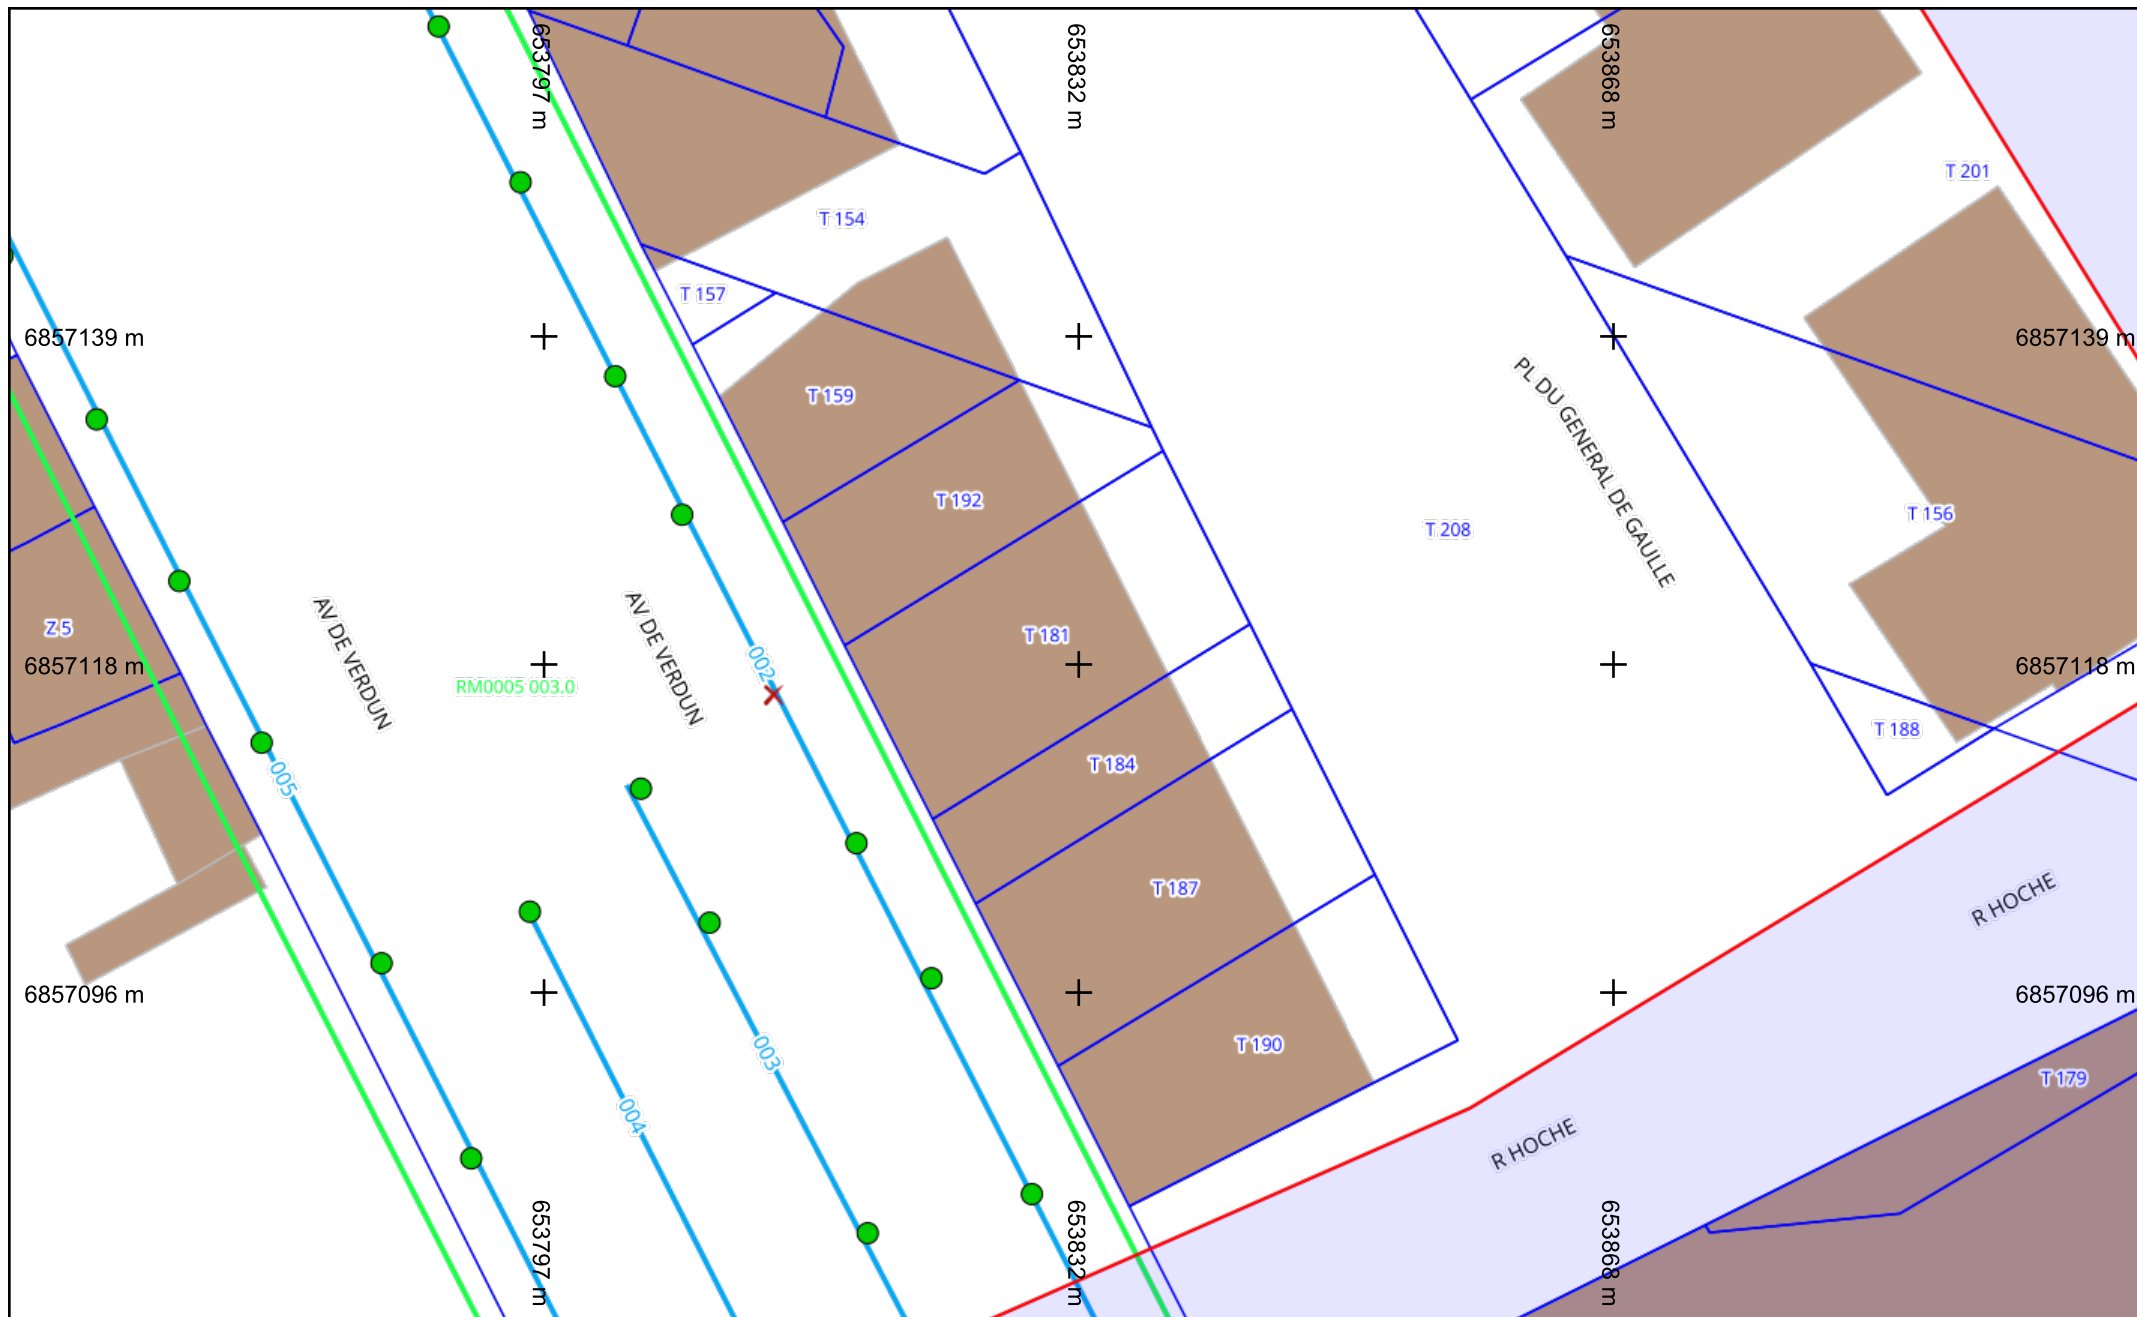 653797 m
653832 m
653868 m
T 201
T 154
T 157
6857139 m
6857139 m
T 159
PL DU GENERAL DE GAULLE
T 192
T 156
T 208
AV DE VERDUN
AV DE VERDUN
Z 5
T 181
002
6857118 m
6857118 m
RM0005 003.0
T 188
T 184
005
T 187
R HOCHE
6857096 m
6857096 m
003
T 190
T 179
004
R HOCHE
653797 m
653832 m
653868 m